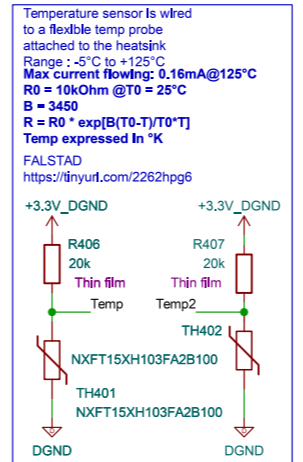 Temperature sensor is wired
to a flexible temp probe
attached to the heatsink
Range : -5°C to +125°C
Max current flowing: 0.16mA@125°C
R0 = 10kOhm @T0 = 25°C
B = 3450
R = R0 * exp[B(T0-T)/T0*T]
Temp expressed in °K
FALSTAD
https://tinyurl.com/2262hpg6
+3,3V_DGND +3,3V_DGND
R406 R407
20k 20k
Thin film Thin film
Temp Temp2
TH402
NXFT15XH103FA2B100
TH401
NXFT15XH103FA2B100
DGND DGND